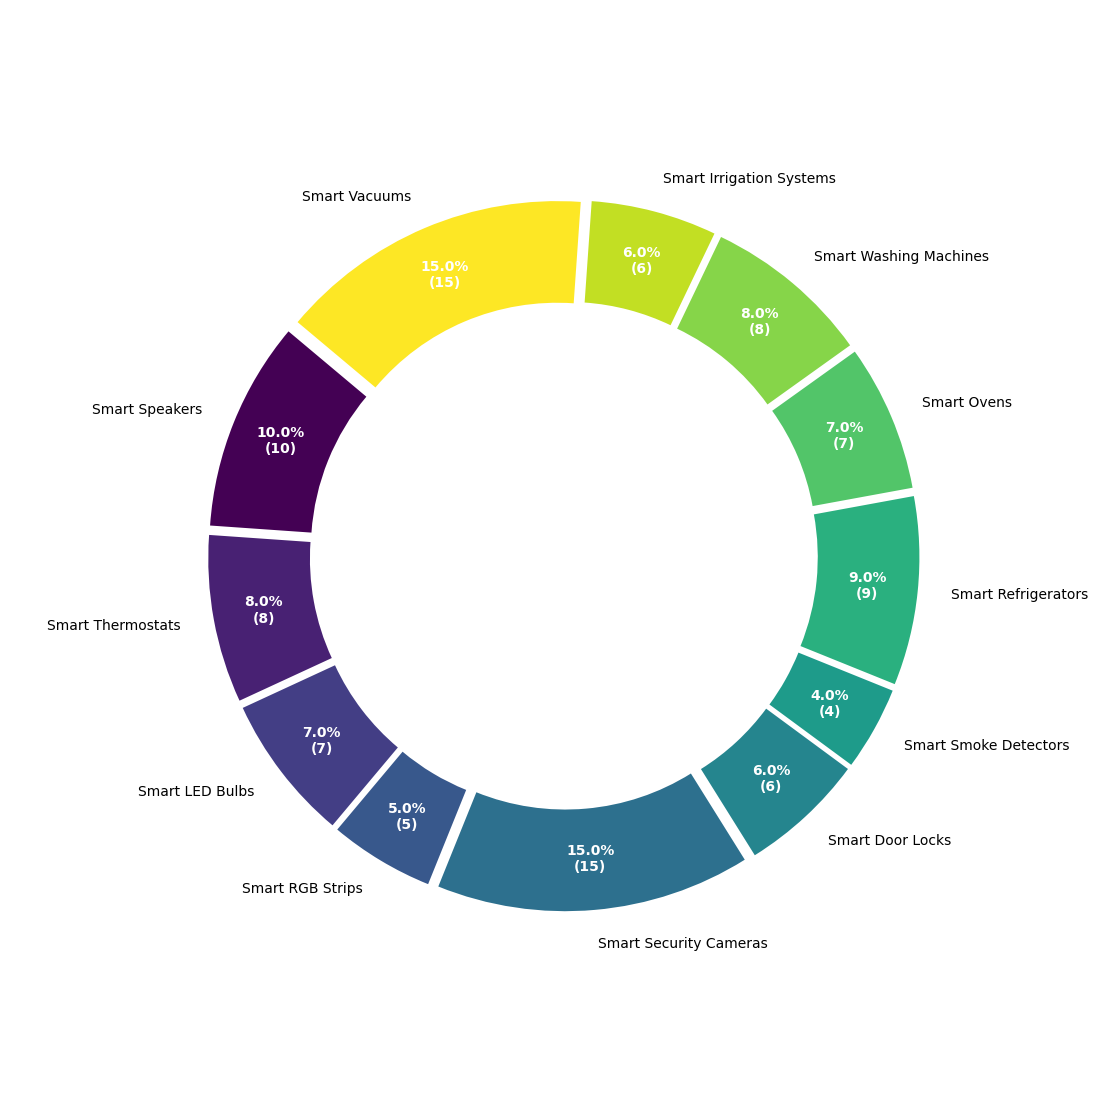 Smart Irrigation Systems
Smart Vacuums
Smart Washing Machines
6.0%
(6)
15.0%
(15)
8.0%
(8)
Smart Ovens
Smart Speakers
7.0%
(7)
10.0%
(10)
9.0%
(9)
Smart Refrigerators
8.0%
(8)
Smart Thermostats
4.0%
(4)
7.0%
(7)
Smart Smoke Detectors
6.0%
(6)
Smart LED Bulbs
5.0%
(5)
Smart Door Locks
15.0%
(15)
Smart RGB Strips
Smart Security Cameras